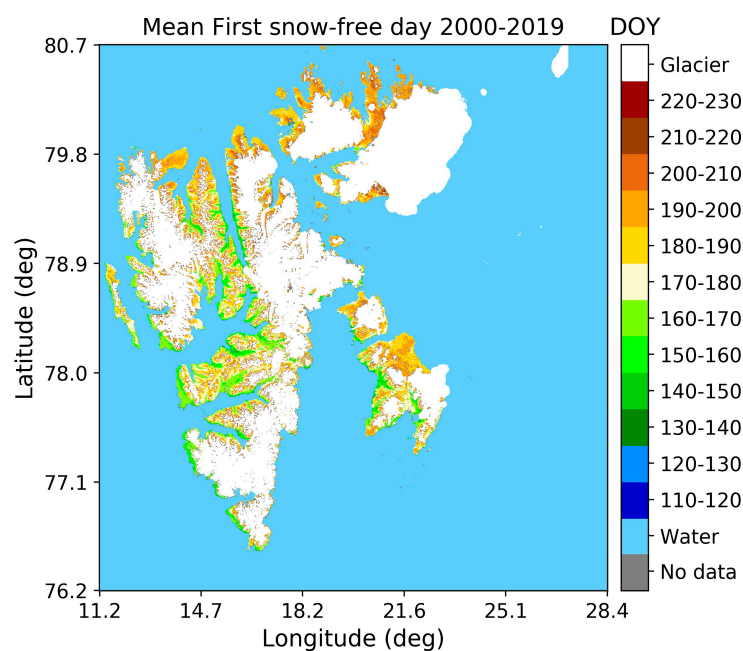 Mean First snow-free day 2000-2019
DOY
80.7
79.8
78.9
78.0
77.1
76.2
Latitude (deg)
11.2 14.7 18.2 21.6 25.1 28.4
Longitude (deg)
Glacier
220-230
210-220
200-210
190-200
180-190
170-180
160-170
150-160
140-150
130-140
120-130
110-120
Water
No data